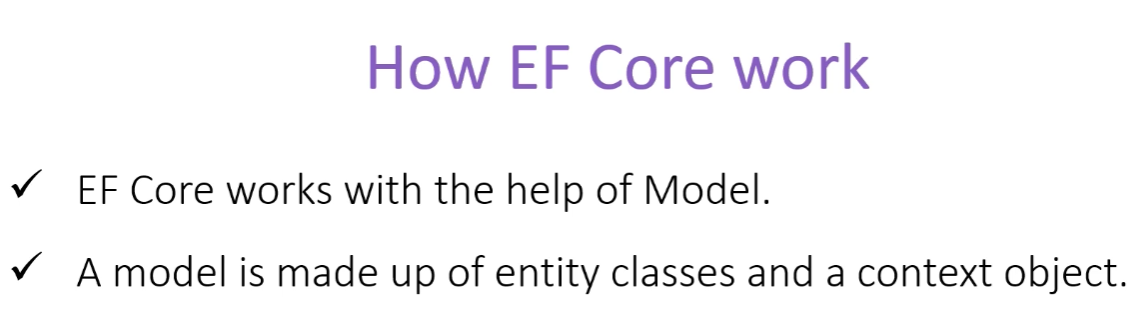 How EF Core work
✓ EF Core works with the help of Model.
✓ A model is made up of entity classes and a context object.